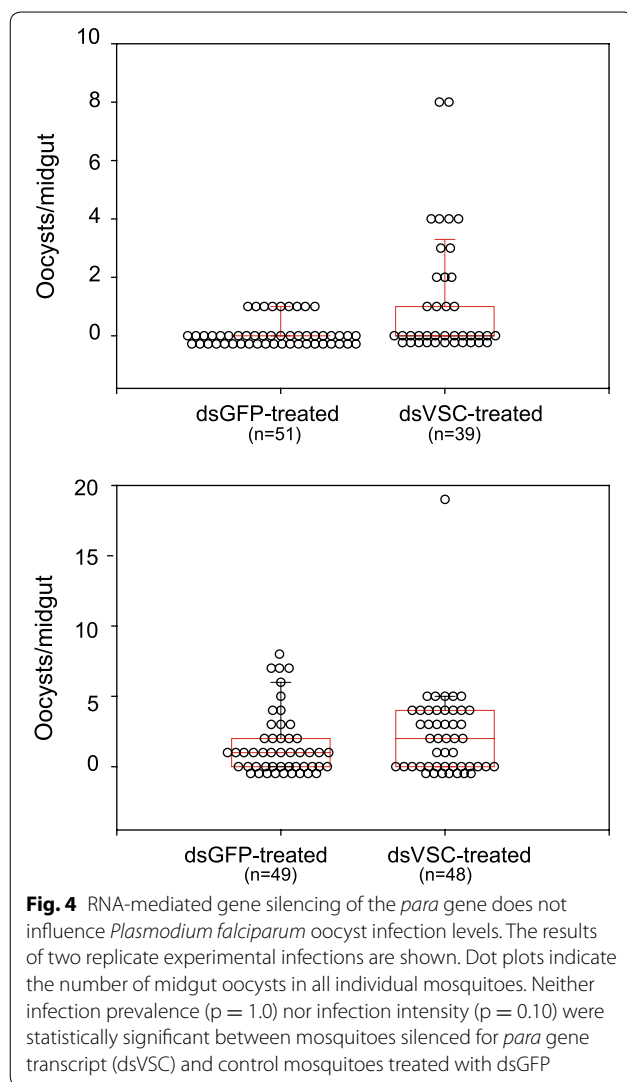 10
8
6
4
2
0
Oocysts/midgut
dsGFP-treated
(n=51)
dsVSC-treated
(n=39)
20
15
10
5
0
Oocysts/midgut
dsGFP-treated
(n=49)
dsVSC-treated
(n=48)
Fig. 4 RNA-mediated gene silencing of the para gene does not
influence Plasmodium falciparum oocyst infection levels. The results
of two replicate experimental infections are shown. Dot plots indicate
the number of midgut oocysts in all individual mosquitoes. Neither
infection prevalence (p = 1.0) nor infection intensity (p = 0.10) were
statistically significant between mosquitoes silenced for para gene
transcript (dsVSC) and control mosquitoes treated with dsGFP